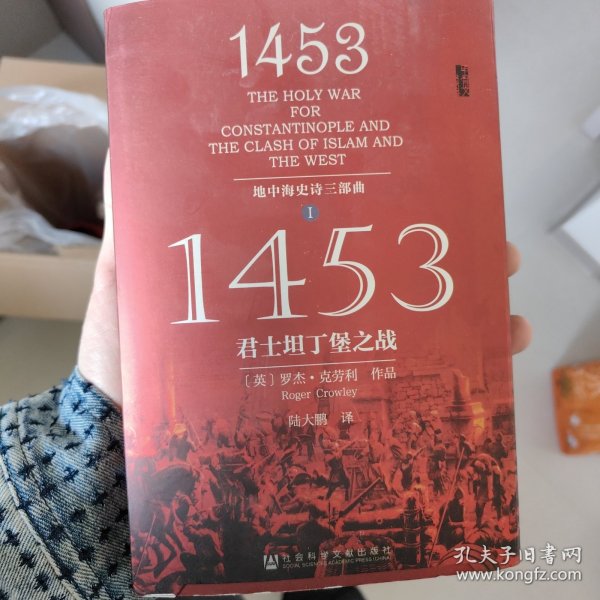 1453
THE HOLY WAR
FOR
CONSTANTINOPLE AND
THE CLASH OF ISLAM AND
THE WEST
地中海史诗三部曲
I
1453
君士坦丁堡之战
〔英〕罗杰·克劳利 作品
Roger Crowley
陆大鹏 译
社会科学文献出版社
SOCIAL SCIENCES ACADEMIC PRESS (CHINA)
孔夫子旧书网
www.kongfz.com